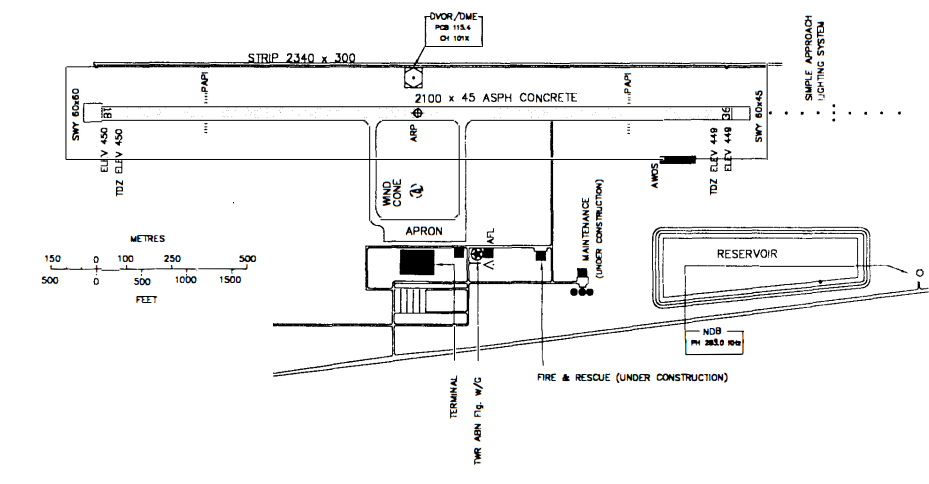 DVOR/DME
PCB 113.4
CH 101X
STRIP 2340 x 300
SIMPLE APPROACH
LIGHTING SYSTEM
PAPI
PAPI
2100 x 45 ASPH CONCRETE
SWY 60x60
18
36
SWY 60x45
ELEV 450
TDZ ELEV 450
ARP
TDZ ELEV 449
ELEV 449
AWOS
WIND
CONE
MAINTENANCE
(UNDER CONSTRUCTION)
APRON
AFL
METRES
150 0 100 250 500
500 0 500 1000 1500
FEET
RESERVOIR
NDB
PH 283.0 KHz
FIRE & RESCUE (UNDER CONSTRUCTION)
TERMINAL
TWR ABN Flg. W/G